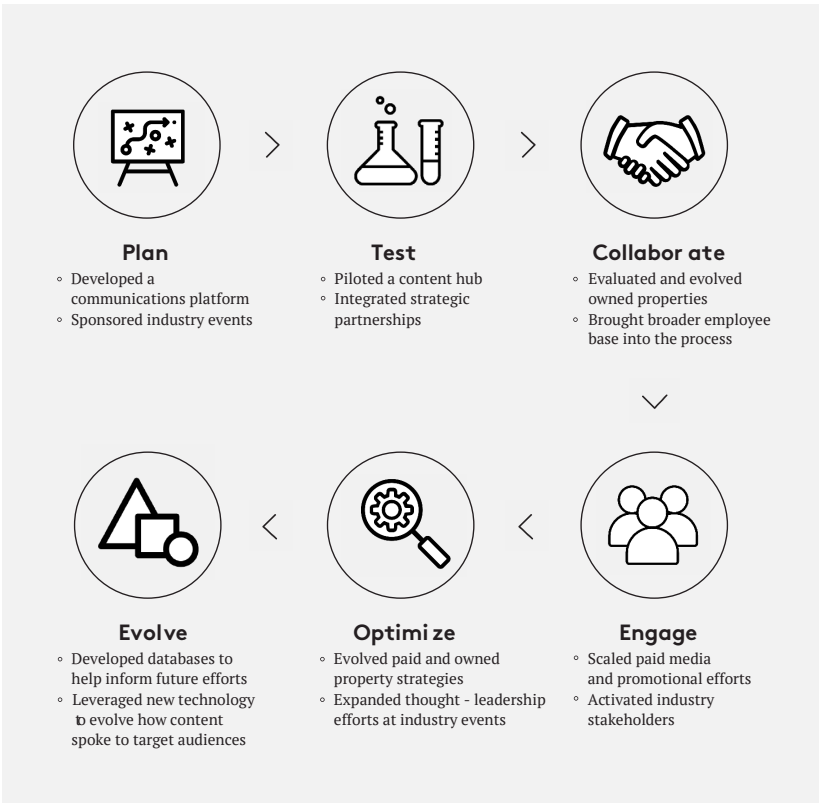 Plan
◦ Developed a
communications platform
◦ Sponsored industry events
Test
◦ Piloted a content hub
◦ Integrated strategic
partnerships
Collabor ate
◦ Evaluated and evolved
owned properties
◦ Brought broader employee
base into the process
Engage
◦ Scaled paid media
and promotional efforts
◦ Activated industry
stakeholders
Optimi ze
◦ Evolved paid and owned
property strategies
◦ Expanded thought - leadership
efforts at industry events
Evolve
◦ Developed databases to
help inform future efforts
◦ Leveraged new technology
to evolve how content
spoke to target audiences